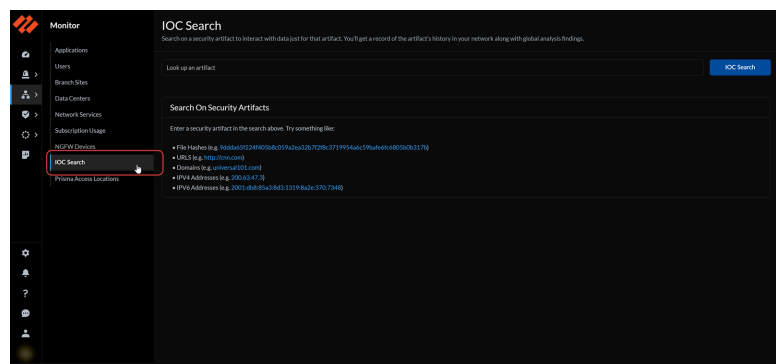 Monitor
Applications
Users
Branch Sites
Data Centers
Network Services
Subscription Usage
NGFW Devices
IOC Search
Prisma Access Locations
?
IOC Search
Search on a security artifact to interact with data just for that artifact. You'll get a record of the artifact's history in your network along with global analysis findings.
Look up an artifact
IOC Search
Search On Security Artifacts
Enter a security artifact in the search above. Try something like:
• File Hashes (e.g. 9ddda65f224f405b8c059a2ea32b7f2f8c3719954a6c59bafe6fc6805b0b317b)
• URLS (e.g. http://cnn.com)
• Domains (e.g. universal101.com)
• IPV4 Addresses (e.g. 200.63.47.3)
• IPV6 Addresses (e.g. 2001:db8:85a3:8d3:1319:8a2e:370:7348)